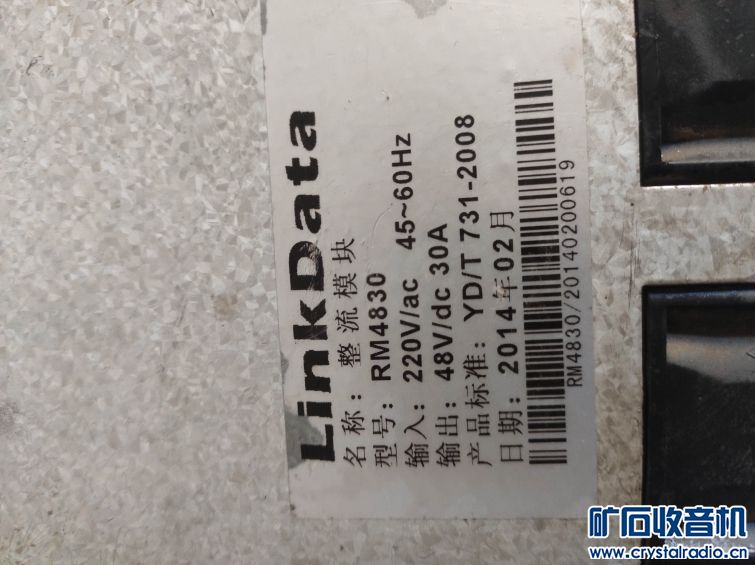 LinkData
名称: 整流模块
型号: RM4830
输入: 220V/ac 45~60Hz
输出: 48V/dc 30A
产品标准: YD/T 731-2008
日期: 2014年02月
RM4830/20140200619
矿石收音机
www.crystalradio.cn